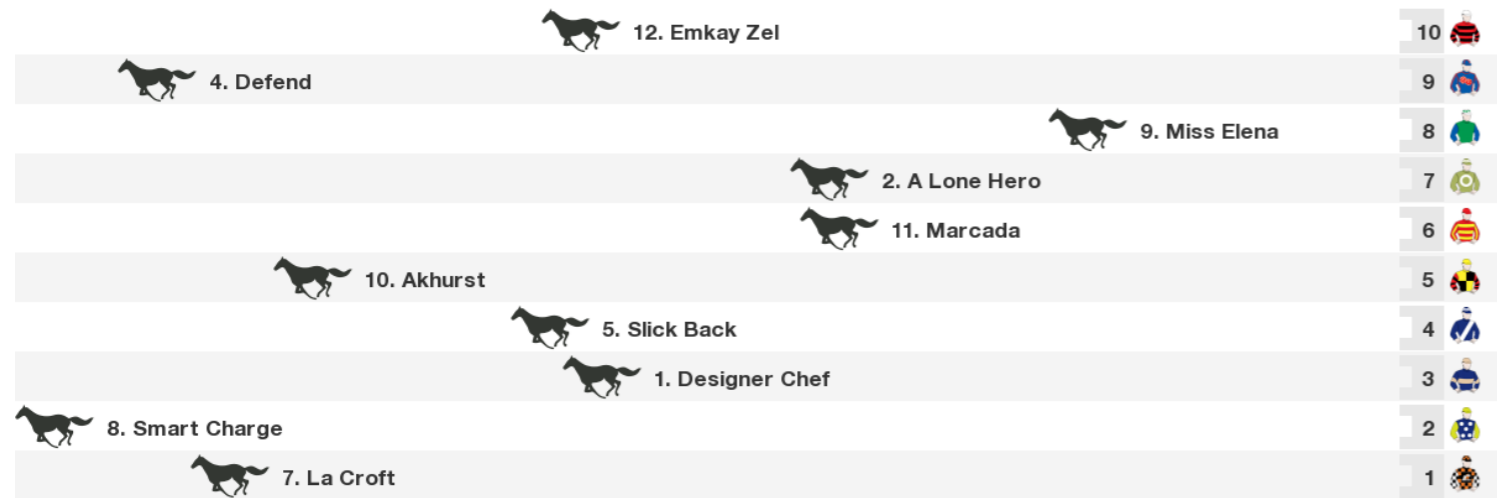 12. Emkay Zel 10
4. Defend 9
9. Miss Elena 8
2. A Lone Hero 7
11. Marcada 6
10. Akhurst 5
5. Slick Back 4
1. Designer Chef 3
8. Smart Charge 2
7. La Croft 1